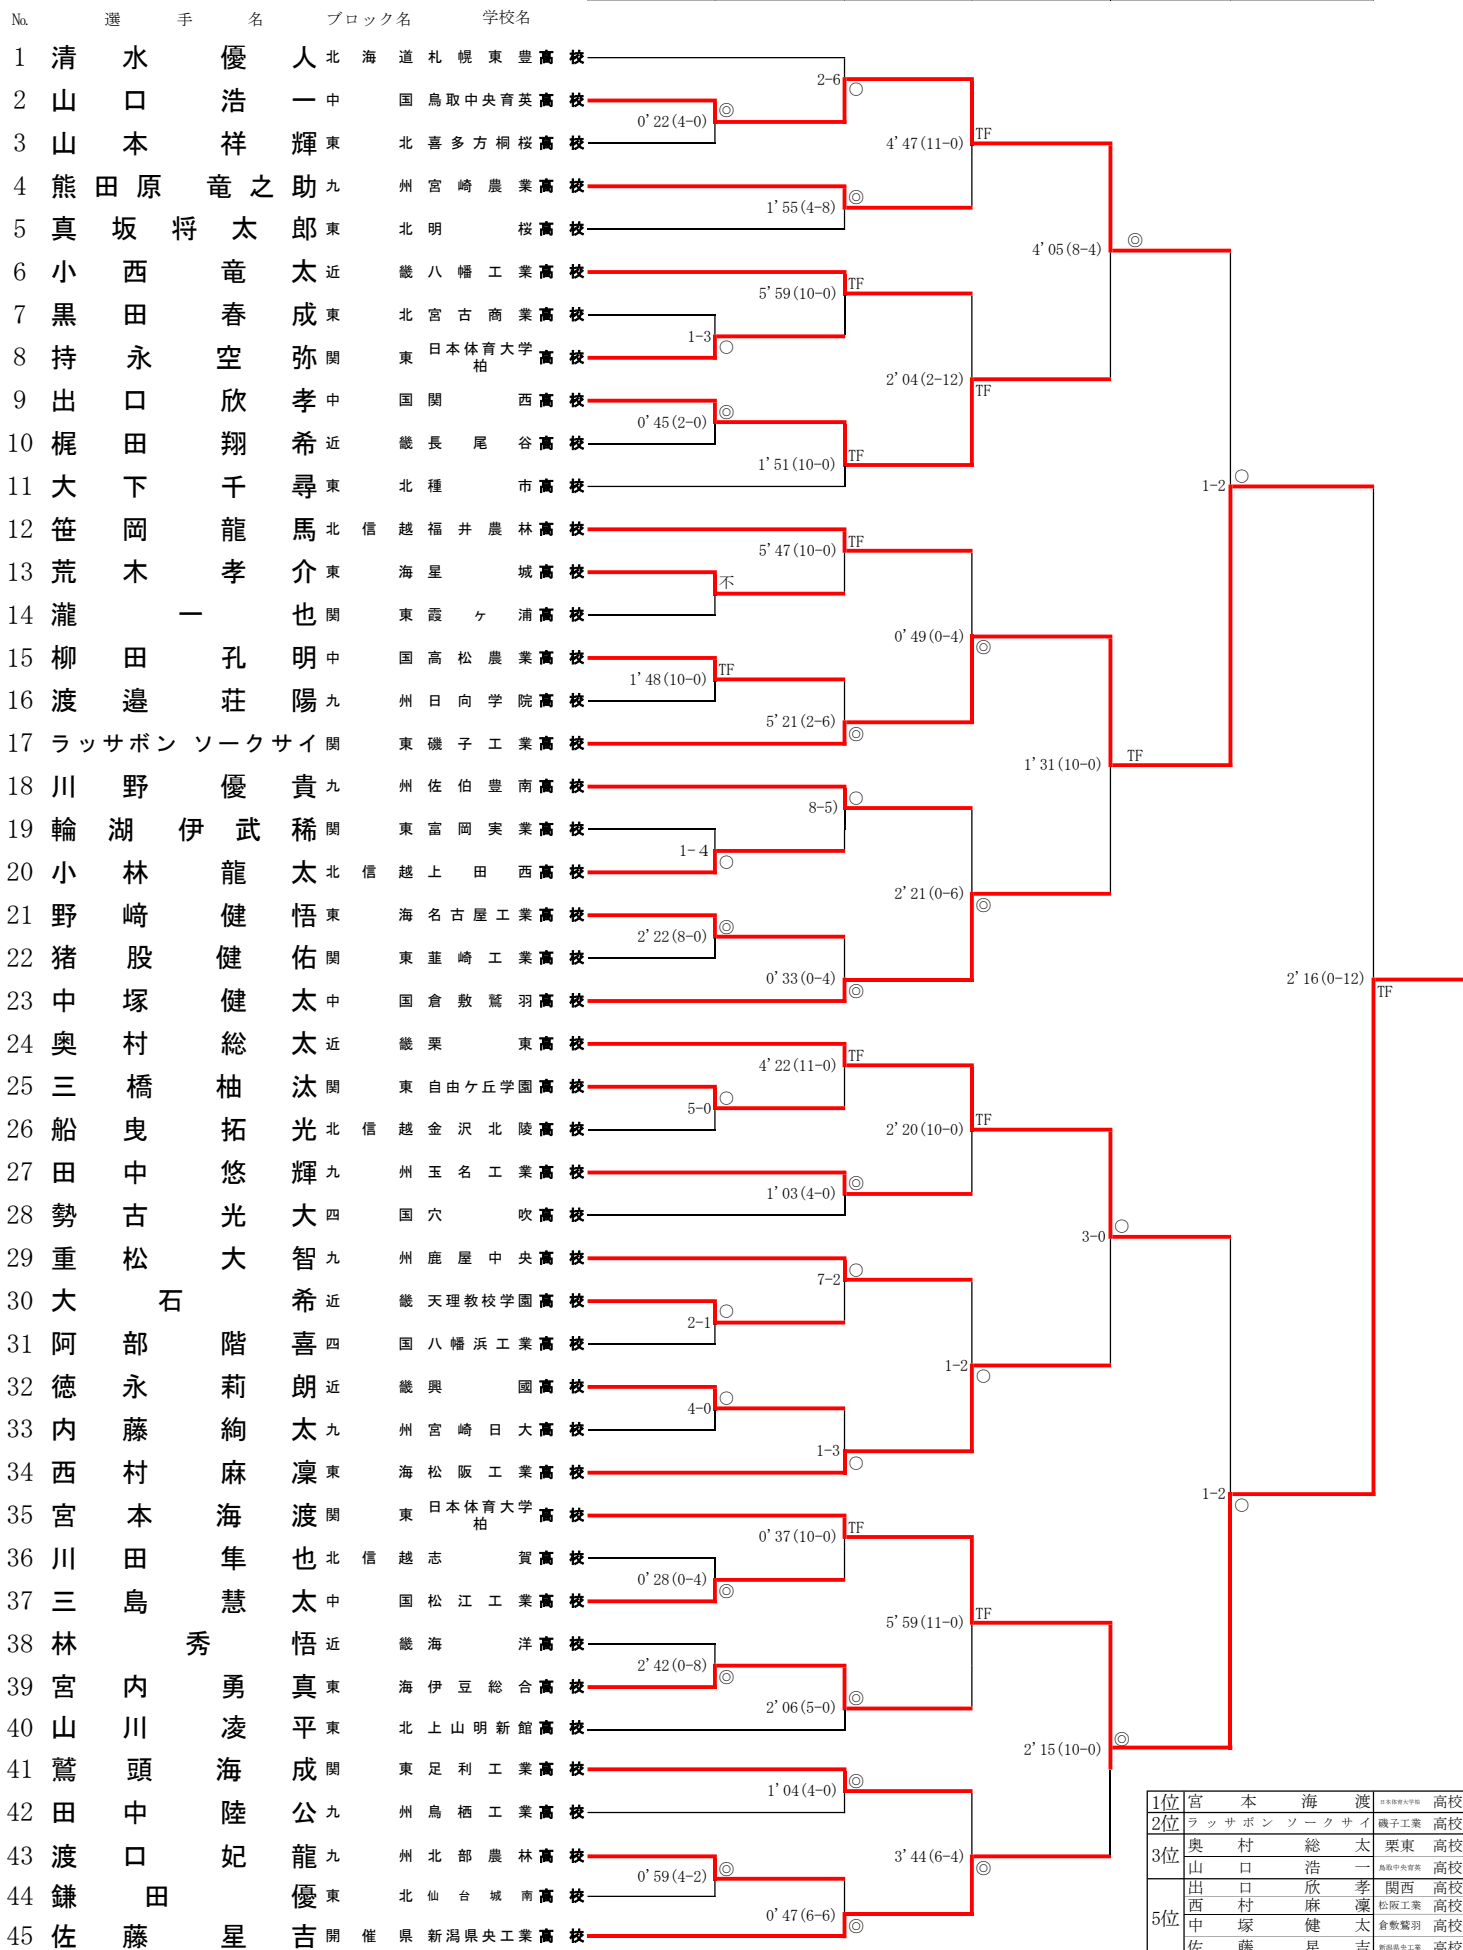 № 選手名 ブロック名 学校名
1 清水優人 北海道 札幌東豊 高校
2 山口浩一 中国 鳥取中央育英 高校
3 山本祥輝 東北 喜多方桐桜 高校
4 熊田原竜之助 九州 宮崎農業 高校
5 真坂将太郎 東北 明桜 高校
6 小西竜太 近畿 八幡工業 高校
7 黒田春成 東北 宮古商業 高校
8 持永空弥 関東 日本体育大学柏 高校
9 出口欣孝 中国 関西 高校
10 梶田翔希 近畿 長尾谷 高校
11 大下千尋 東北 種市 高校
12 笹岡龍馬 北信越 福井農林 高校
13 荒木孝介 東海 星城 高校
14 瀧一也 関東 霞ヶ浦 高校
15 柳田孔明 中国 高松農業 高校
16 渡邉荘陽 九州 日向学院 高校
17 ラッサボン ソークサイ 関東 磯子工業 高校
18 川野優貴 九州 佐伯豊南 高校
19 輪湖伊武稀 関東 富岡実業 高校
20 小林龍太 北信越 上田西 高校
21 野﨑健悟 東海 名古屋工業 高校
22 猪股健佑 関東 韮崎工業 高校
23 中塚健太 中国 倉敷鷲羽 高校
24 奥村総太 近畿 栗東 高校
25 三橋柚汰 関東 自由ケ丘学園 高校
26 船曳拓光 北信越 金沢北陵 高校
27 田中悠輝 九州 玉名工業 高校
28 勢古光大 四国 穴吹 高校
29 重松大智 九州 鹿屋中央 高校
30 大石希 近畿 天理教校学園 高校
31 阿部階喜 四国 八幡浜工業 高校
32 徳永莉朗 近畿 興國 高校
33 内藤絢太 九州 宮崎日大 高校
34 西村麻凜 東海 松阪工業 高校
35 宮本海渡 関東 日本体育大学柏 高校
36 川田隼也 北信越 志賀 高校
37 三島慧太 中国 松江工業 高校
38 林秀悟 近畿 海洋 高校
39 宮内勇真 東海 伊豆総合 高校
40 山川凌平 東北 上山明新館 高校
41 鷲頭海成 関東 足利工業 高校
42 田中陸公 九州 鳥栖工業 高校
43 渡口妃龍 九州 北部農林 高校
44 鎌田優 東北 仙台城南 高校
45 佐藤星吉 開催県 新潟県央工業 高校
0'22(4-0) ◎
1-3 ○
0'45(2-0) ◎
不
1'48(10-0) TF
1-4 ○
2'22(8-0) ◎
5-0 ○
2-1 ○
4-0 ○
0'28(0-4) ◎
2'42(0-8) ◎
0'59(4-2) ◎
2-6 ○
1'55(4-8) ◎
5'59(10-0) TF
1'51(10-0) TF
5'47(10-0) TF
5'21(2-6) ◎
8-5) ○
0'33(0-4) ◎
4'22(11-0) TF
1'03(4-0) ◎
7-2 ○
1-3 ○
0'37(10-0) TF
2'06(5-0) ◎
1'04(4-0) ◎
0'47(6-6) ◎
4'47(11-0) TF
2'04(2-12) TF
0'49(0-4) ◎
2'21(0-6) ◎
2'20(10-0) TF
1-2 ○
5'59(11-0) TF
3'44(6-4) ◎
4'05(8-4) ◎
1'31(10-0) TF
3-0 ○
2'15(10-0) ◎
1-2 ○
1-2 ○
2'16(0-12) TF
1位 宮本海渡 日本体育大学柏 高校
2位 ラッサボン ソークサイ 磯子工業 高校
3位 奥村総太 栗東 高校
山口浩一 鳥取中央育英 高校
5位 出口欣孝 関西 高校
西村麻凜 松阪工業 高校
中塚健太 倉敷鷲羽 高校
佐藤星吉 新潟県央工業 高校